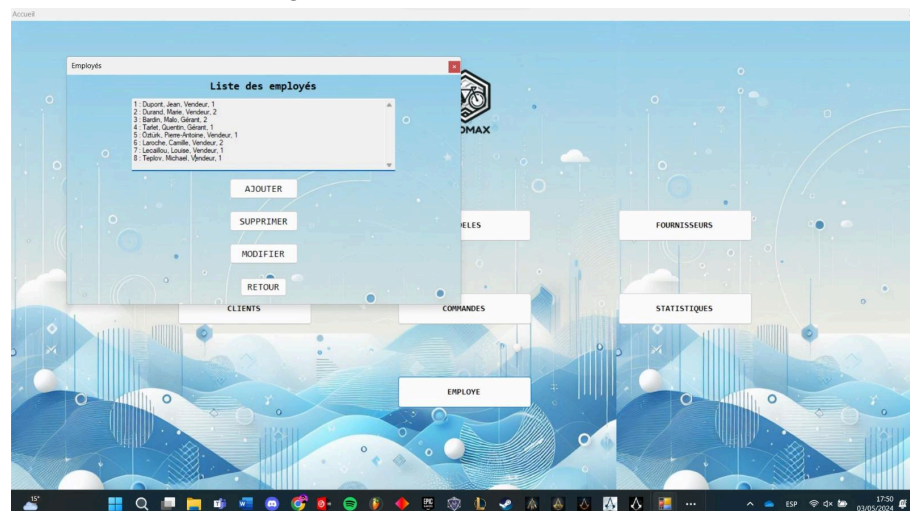 Accueil
Employés
Liste des employés
1 : Dupont, Jean, Vendeur, 1
2 : Durand, Marie, Vendeur, 2
3 : Bardin, Malo, Gérant, 2
4 : Tarlet, Quentin, Gérant, 1
5 : Öztürk, Pierre-Antoine, Vendeur, 1
6 : Laroche, Camille, Vendeur, 2
7 : Lecaillou, Louise, Vendeur, 1
8 : Teplov, Michael, Vendeur, 1
OMAX
AJOUTER
SUPPRIMER
MODIFIER
RETOUR
ELES
FOURNISSEURS
CLIENTS
COMMANDES
STATISTIQUES
EMPLOYE
15°
ESP
17:50
03/05/2024